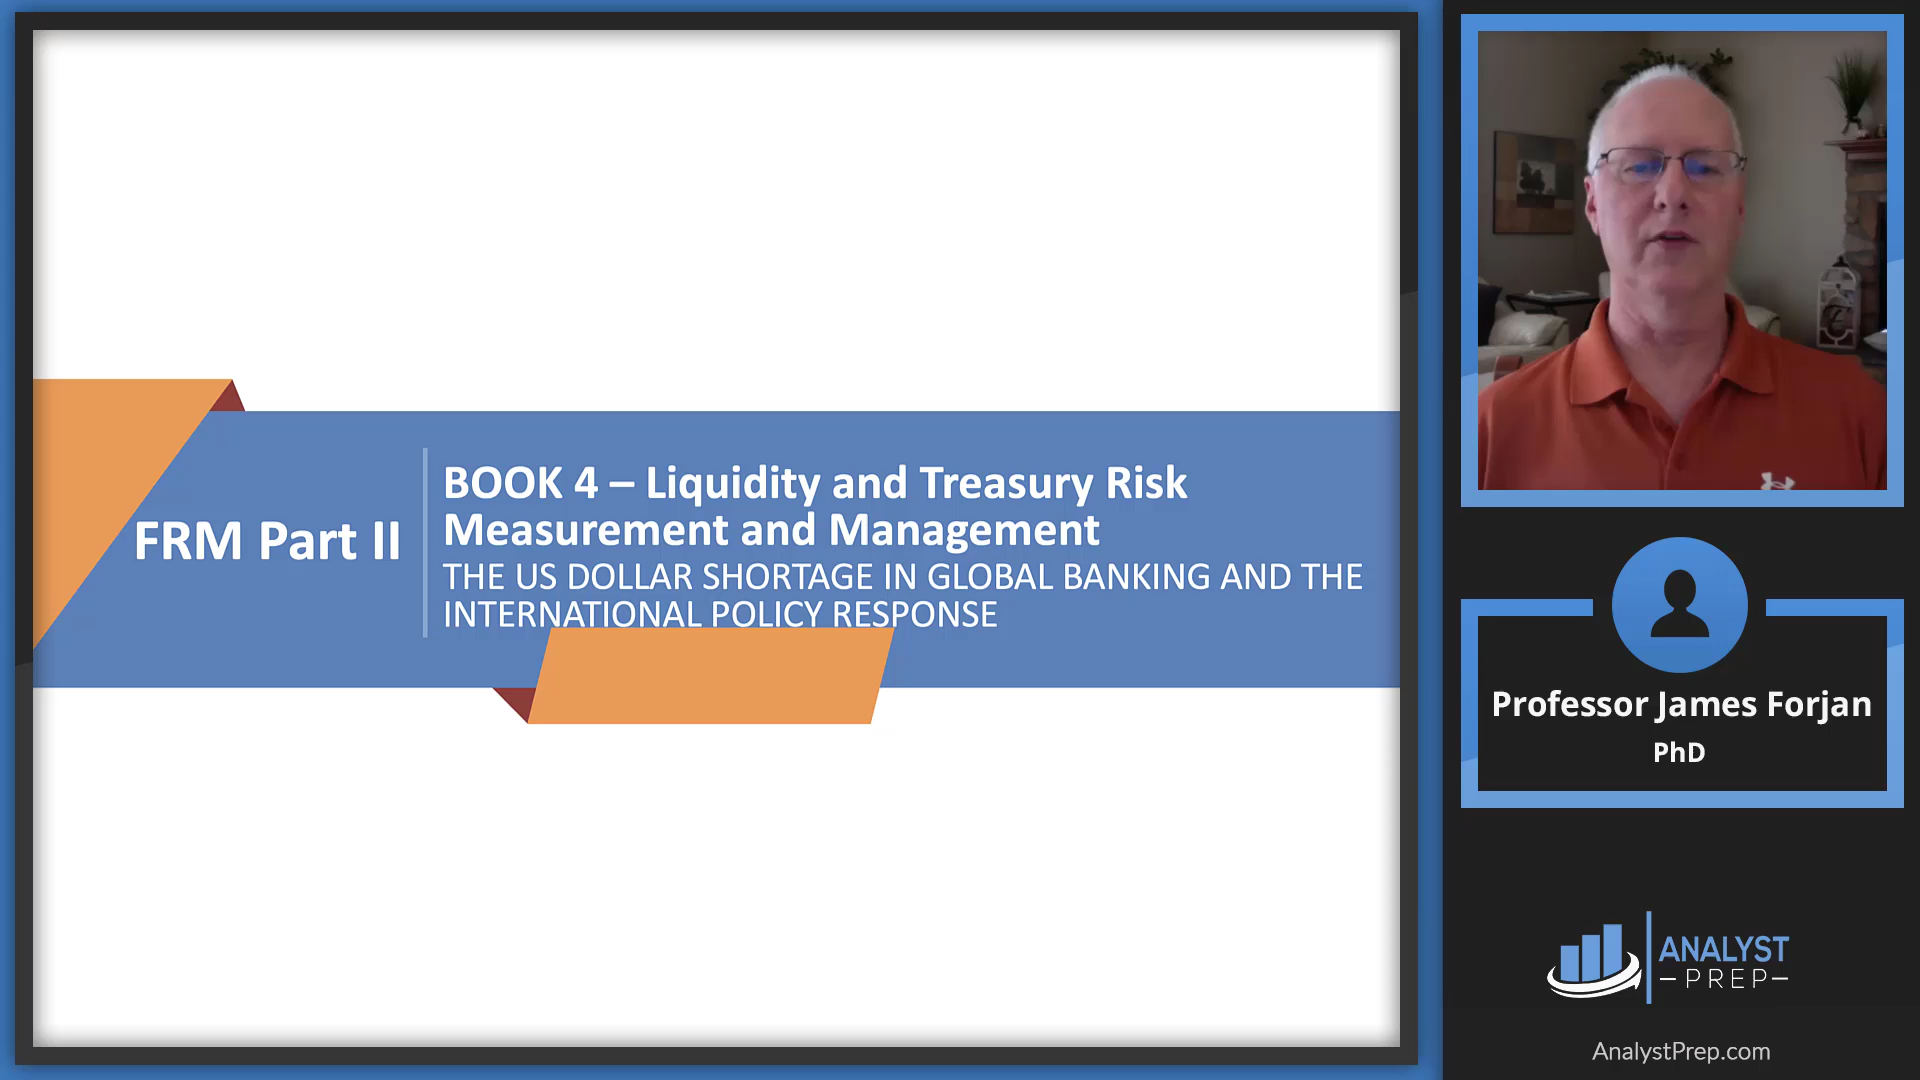 FRM Part II
BOOK 4 – Liquidity and Treasury Risk
Measurement and Management
THE US DOLLAR SHORTAGE IN GLOBAL BANKING AND THE
INTERNATIONAL POLICY RESPONSE
Professor James Forjan
PhD
ANALYST
PREP
AnalystPrep.com